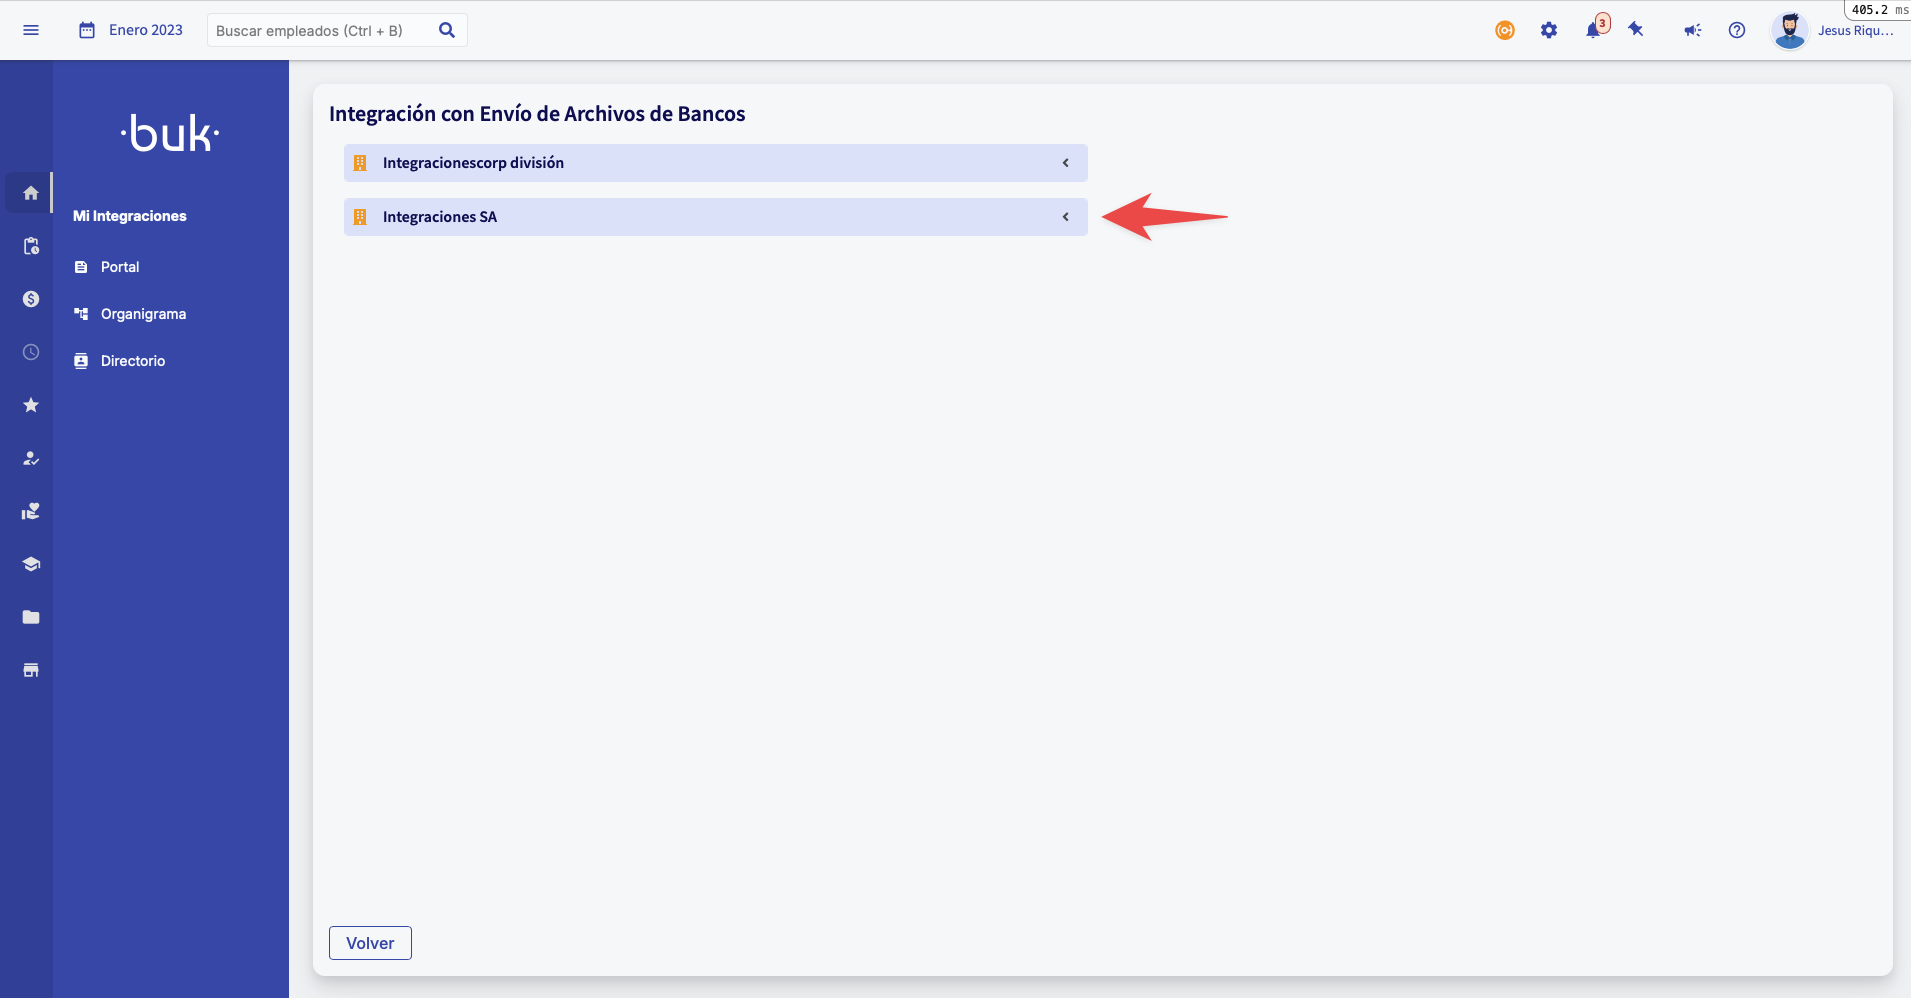 405.2 ms
Enero 2023
Buscar empleados (Ctrl + B)
3
Jesus Riqu...
·buk·
Mi Integraciones
Portal
Organigrama
Directorio
Integración con Envío de Archivos de Bancos
Integracionescorp división
Integraciones SA
Volver